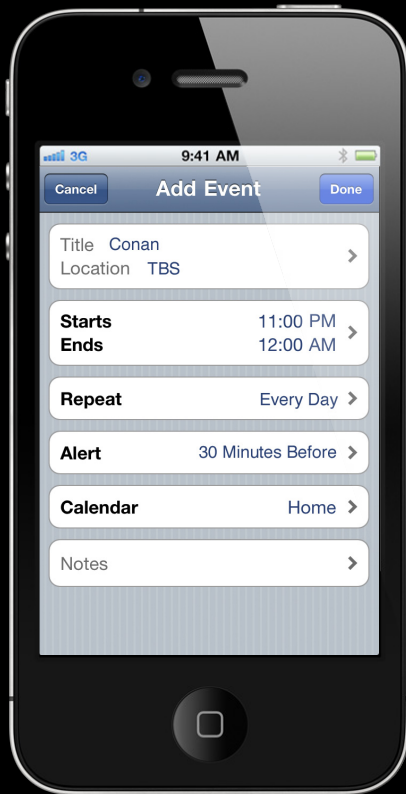 3G 9:41 AM
Cancel Add Event Done
Title Conan
Location TBS
Starts 11:00 PM
Ends 12:00 AM
Repeat Every Day
Alert 30 Minutes Before
Calendar Home
Notes